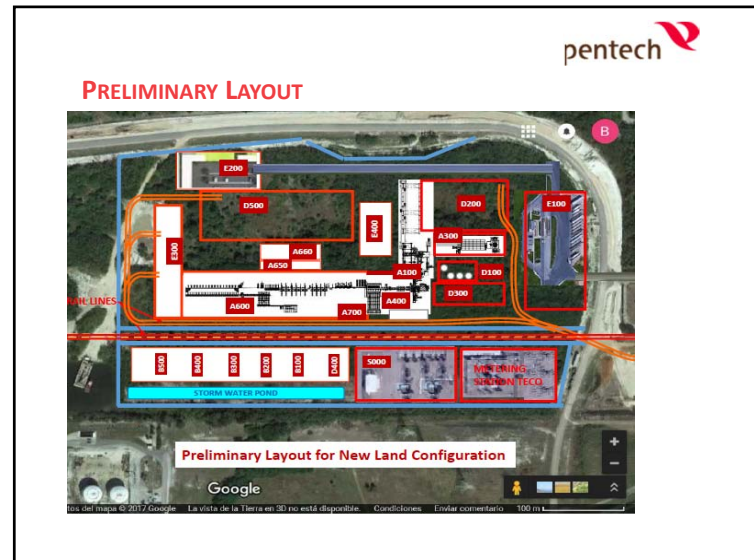 pentech
PRELIMINARY LAYOUT
B
E200
D500
D200
E100
E400
A300
E300
A660
A650
A100
D100
D300
A600
A400
A700
RAIL LINES
B500
B400
B300
B200
B100
D400
S000
METERING
STATION TECO
STORM WATER POND
Preliminary Layout for New Land Configuration
Google
tos del mapa © 2017 Google La vista de la Tierra en 3D no está disponible. Condiciones Enviar comentario 100 m